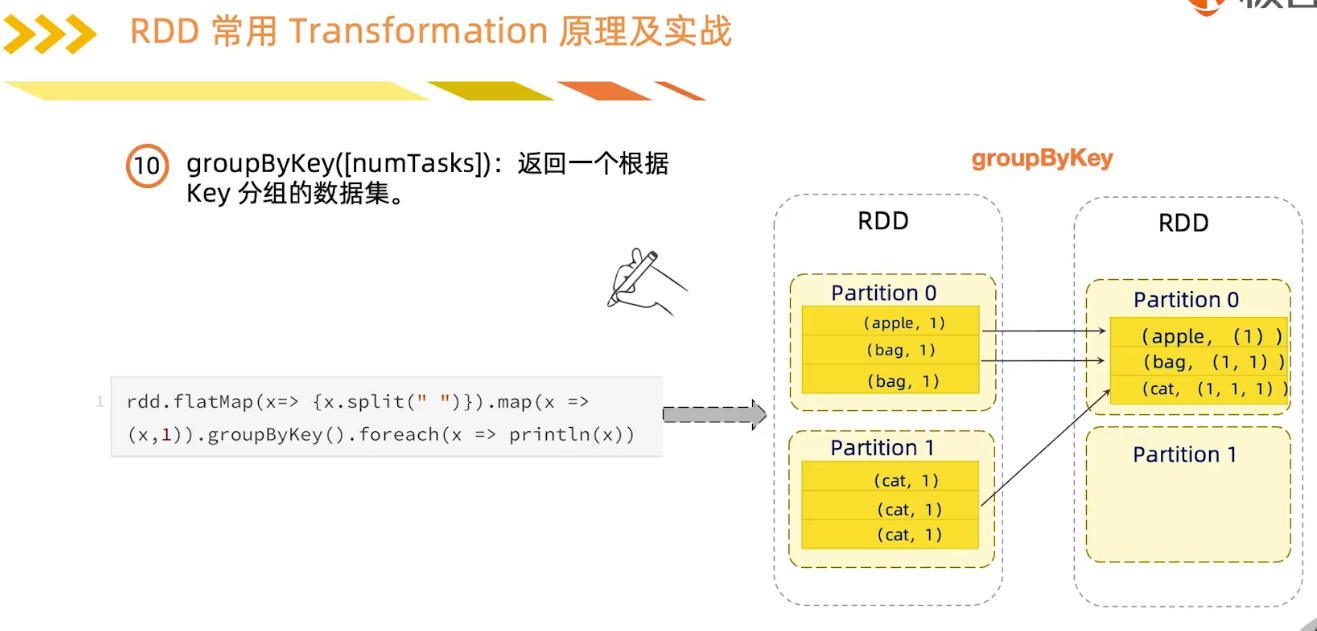 RDD 常用 Transformation 原理及实战
10
groupByKey([numTasks])：返回一个根据
Key 分组的数据集。
1
rdd.flatMap(x=> {x.split(" ")}).map(x =>
(x,1)).groupByKey().foreach(x => println(x))
groupByKey
RDD
Partition 0
(apple, 1)
(bag, 1)
(bag, 1)
Partition 1
(cat, 1)
(cat, 1)
(cat, 1)
RDD
Partition 0
(apple, (1) )
(bag, (1, 1) )
(cat, (1, 1, 1) )
Partition 1